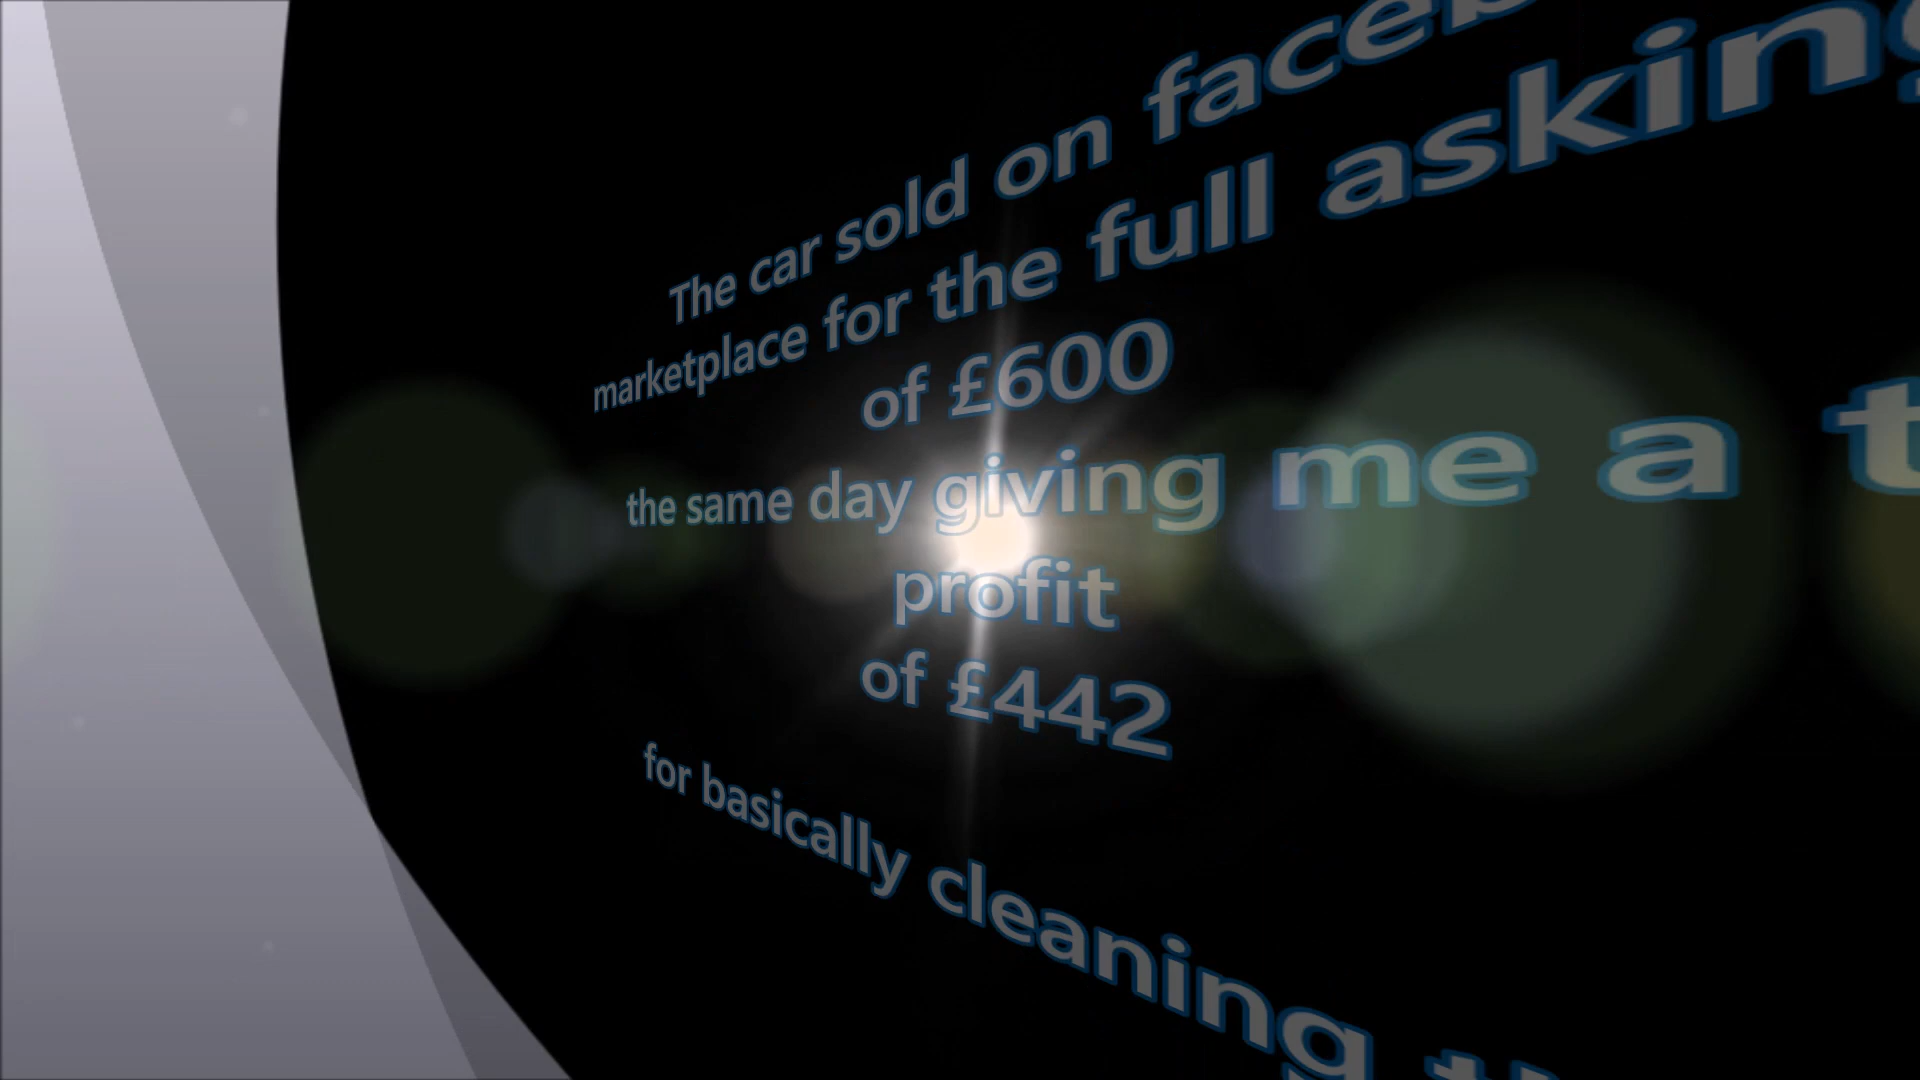 The car sold on faceb
marketplace for the full asking
of £600
the same day giving me a t
profit
of £442
for basically cleaning th